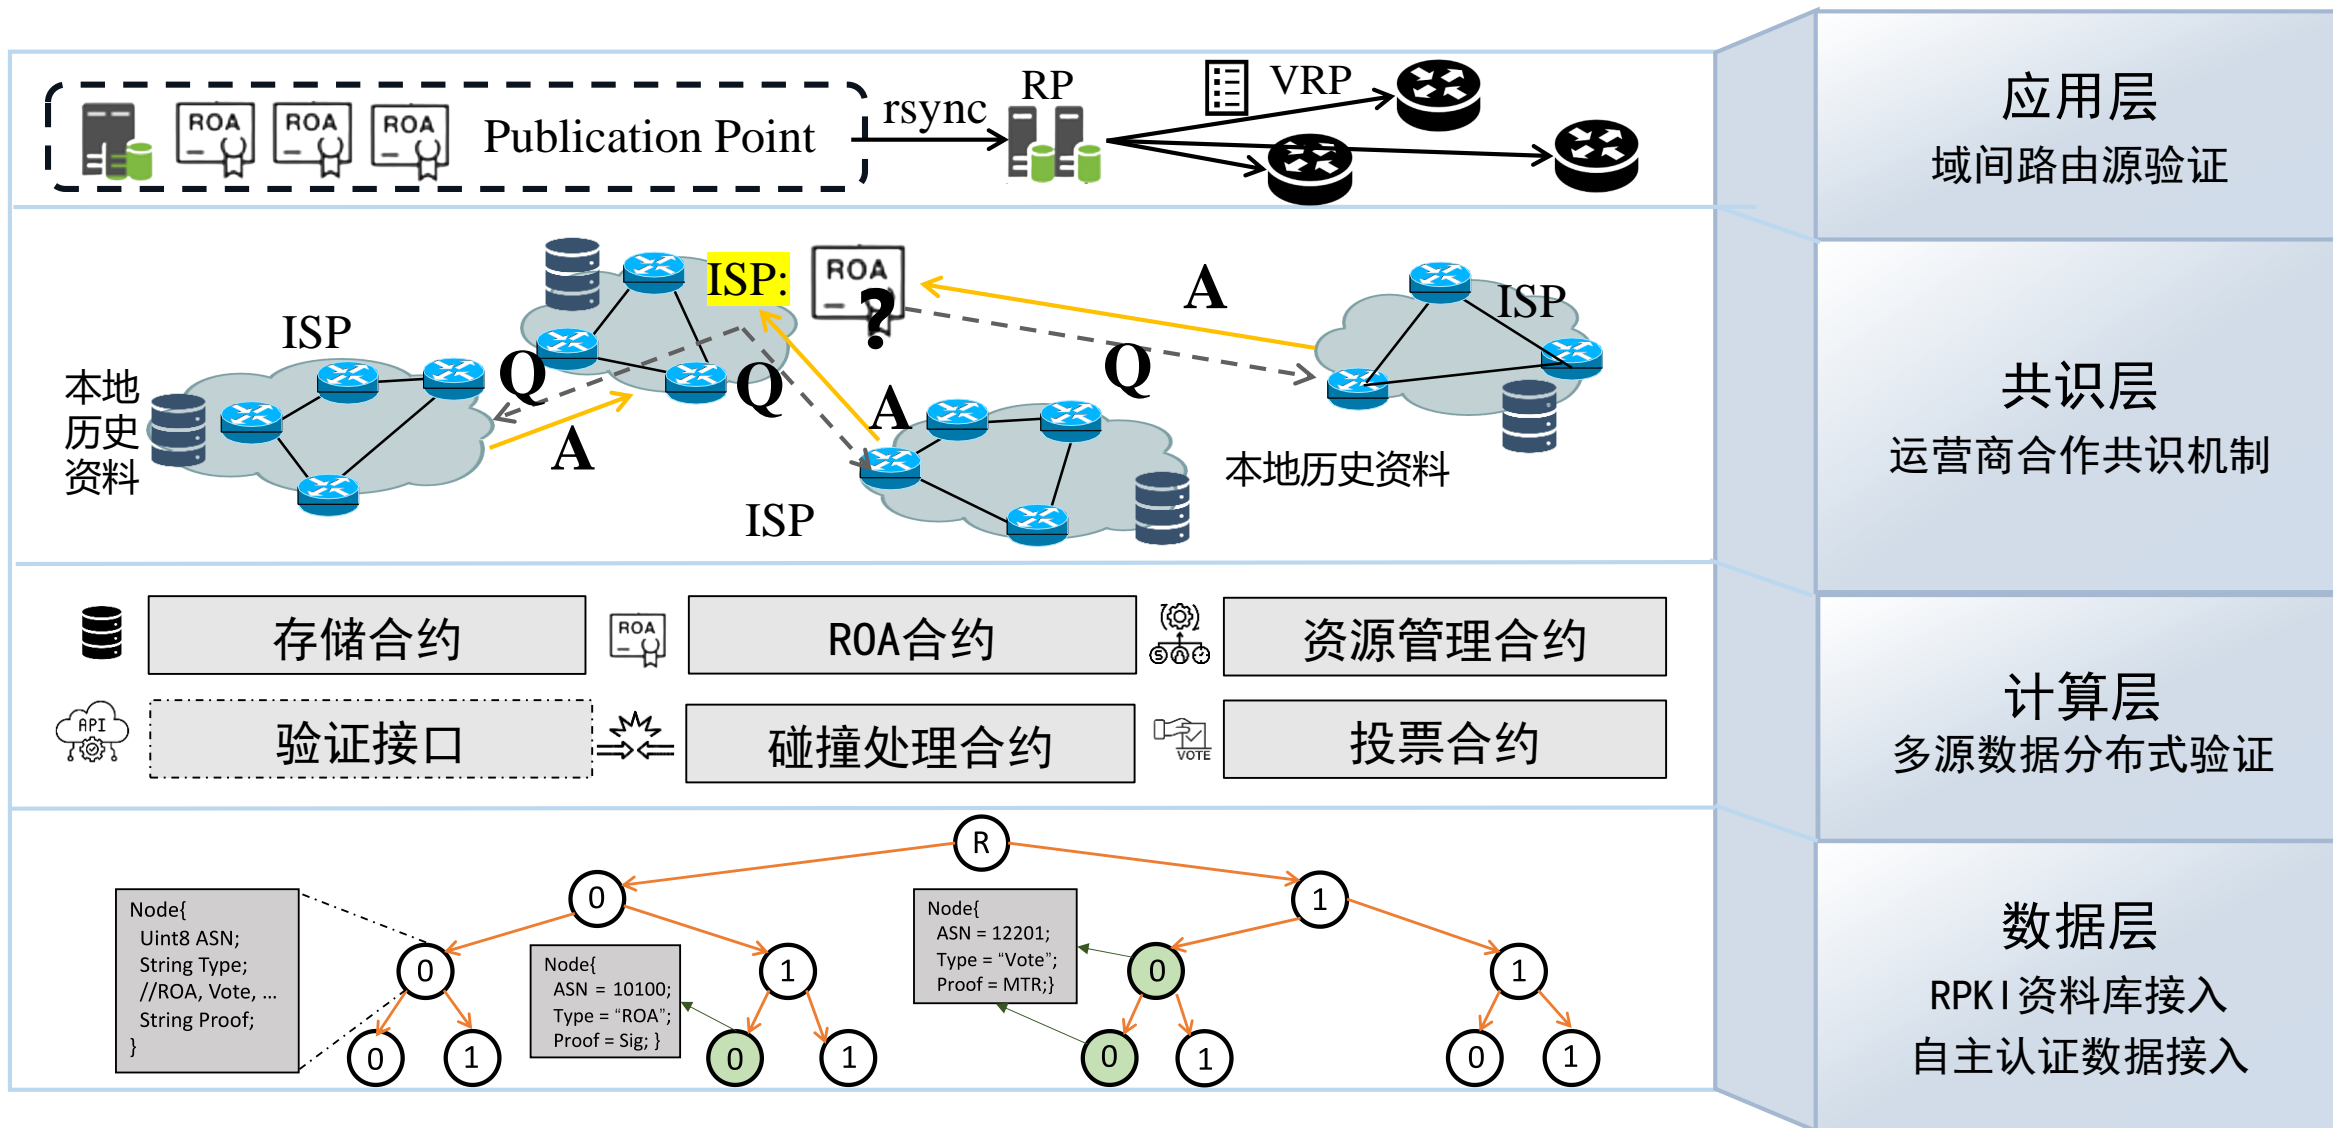 ROA
ROA
ROA
Publication Point
rsync
RP
VRP
应用层
域间路由源验证
ISP
本地
历史
资料
ISP:
ROA
?
Q
A
Q
A
A
Q
ISP
ISP
本地历史资料
共识层
运营商合作共识机制
存储合约
ROA
ROA合约
S
资源管理合约
API
验证接口
碰撞处理合约
VOTE
投票合约
计算层
多源数据分布式验证
R
0
1
0
1
0
1
0
1
0
1
0
1
0
1
Node{
Uint8 ASN;
String Type;
//ROA, Vote, ...
String Proof;
}
Node{
ASN = 10100;
Type = “ROA”;
Proof = Sig; }
Node{
ASN = 12201;
Type = “Vote”;
Proof = MTR;}
数据层
RPKI资料库接入
自主认证数据接入